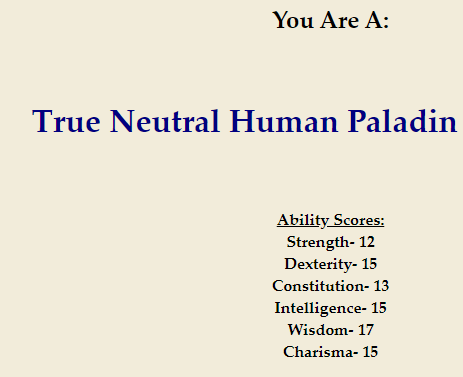 You Are A:
True Neutral Human Paladin
Ability Scores:
Strength- 12
Dexterity- 15
Constitution- 13
Intelligence- 15
Wisdom- 17
Charisma- 15